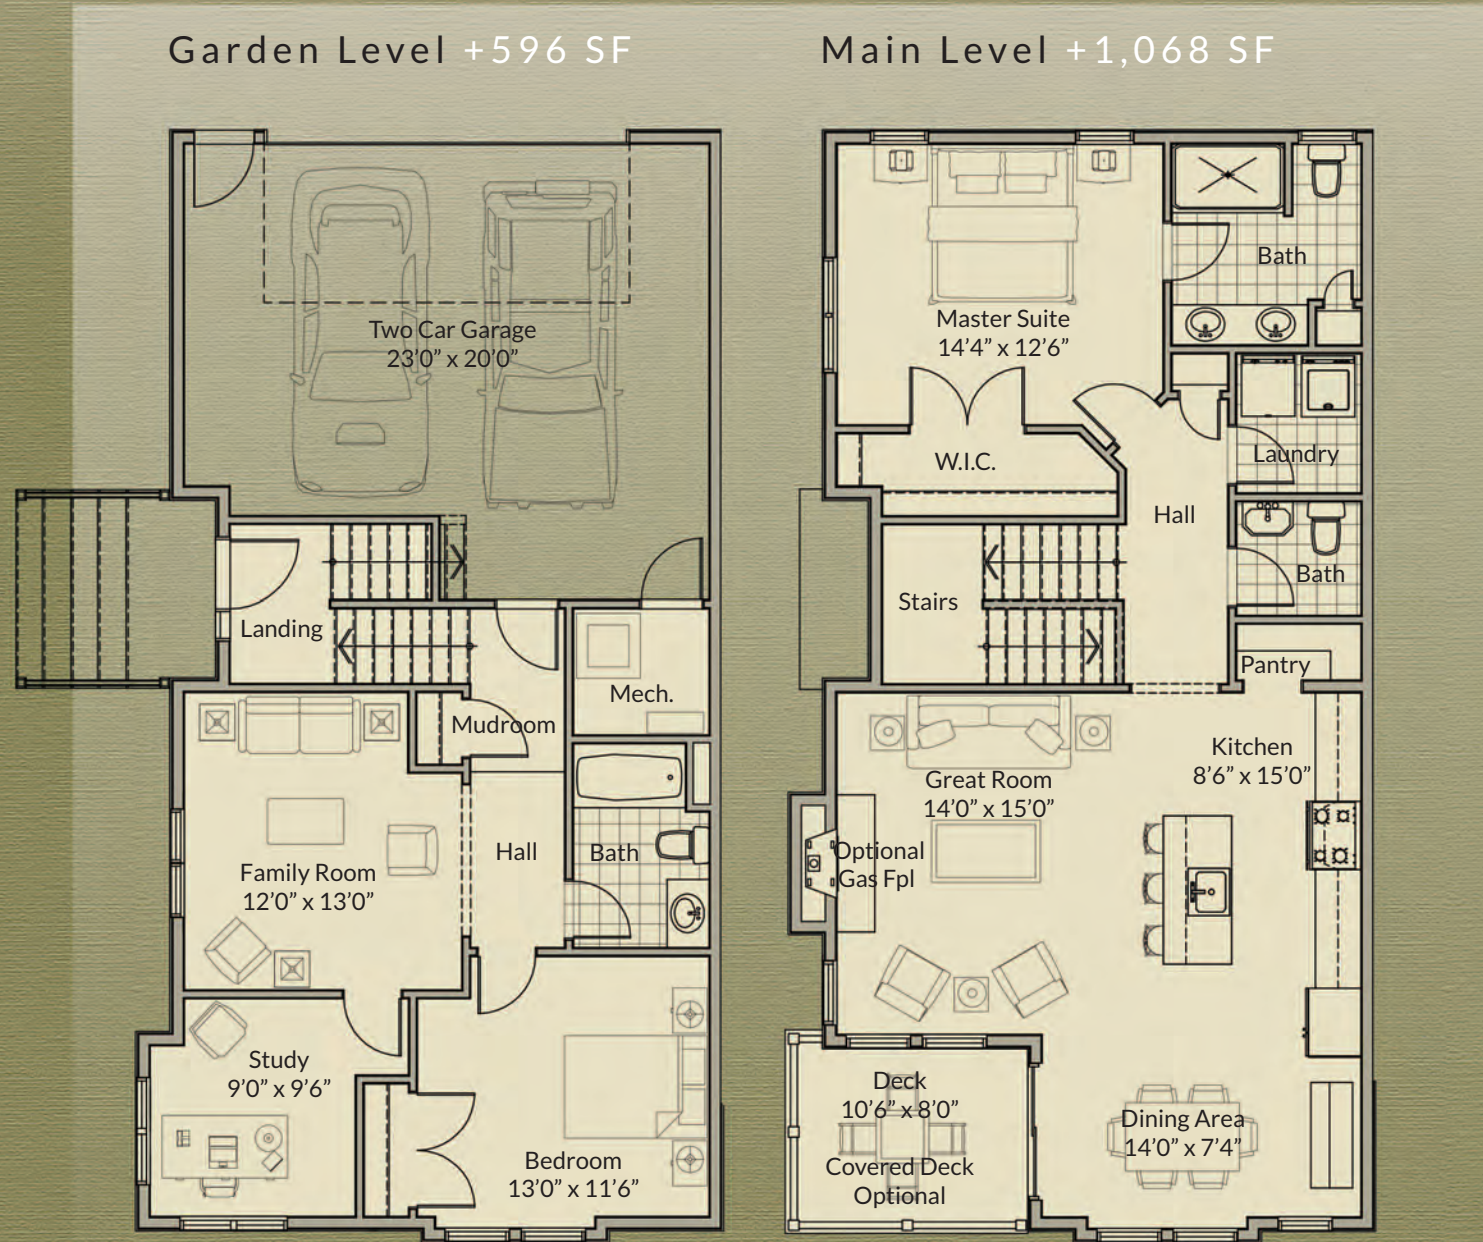 Garden Level +596 SF
Two Car Garage
23’0” x 20’0”
Landing
Mech.
Mudroom
Hall
Bath
Family Room
12’0” x 13’0”
Study
9’0” x 9’6”
Bedroom
13’0” x 11’6”
Main Level +1,068 SF
Bath
Master Suite
14’4” x 12’6”
W.I.C.
Laundry
Hall
Bath
Stairs
Pantry
Kitchen
8’6” x 15’0”
Great Room
14’0” x 15’0”
Optional
Gas Fpl
Deck
10’6” x 8’0”
Covered Deck
Optional
Dining Area
14’0” x 7’4”